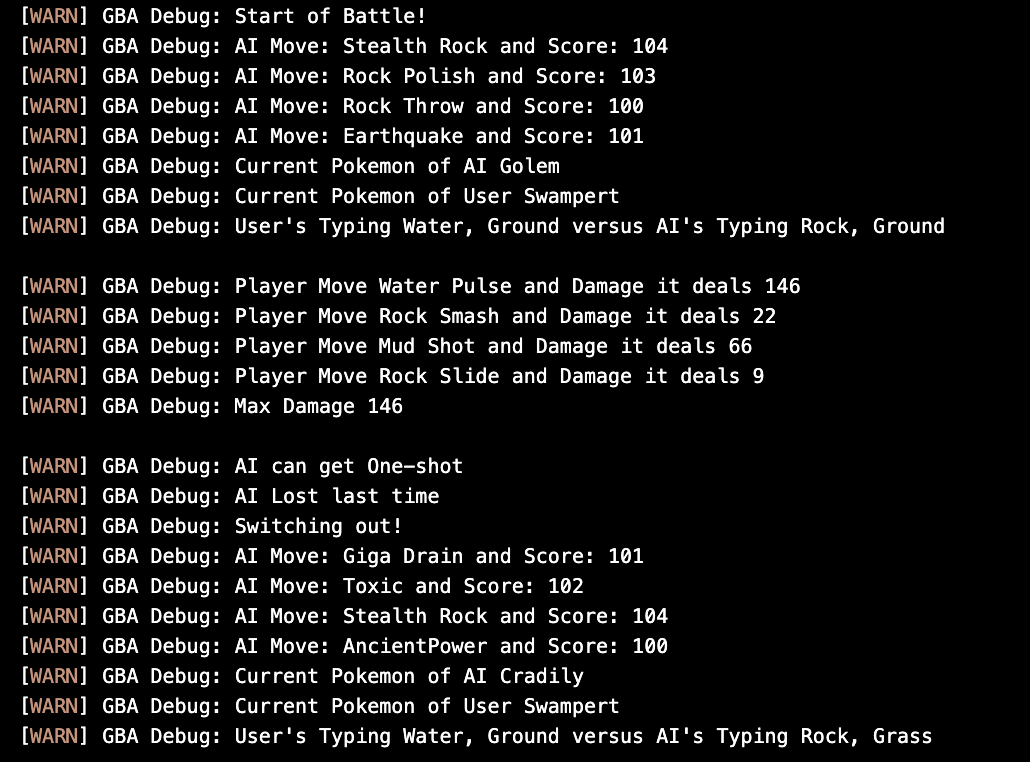 [WARN] GBA Debug: Start of Battle!
[WARN] GBA Debug: AI Move: Stealth Rock and Score: 104
[WARN] GBA Debug: AI Move: Rock Polish and Score: 103
[WARN] GBA Debug: AI Move: Rock Throw and Score: 100
[WARN] GBA Debug: AI Move: Earthquake and Score: 101
[WARN] GBA Debug: Current Pokemon of AI Golem
[WARN] GBA Debug: Current Pokemon of User Swampert
[WARN] GBA Debug: User's Typing Water, Ground versus AI's Typing Rock, Ground
[WARN] GBA Debug: Player Move Water Pulse and Damage it deals 146
[WARN] GBA Debug: Player Move Rock Smash and Damage it deals 22
[WARN] GBA Debug: Player Move Mud Shot and Damage it deals 66
[WARN] GBA Debug: Player Move Rock Slide and Damage it deals 9
[WARN] GBA Debug: Max Damage 146
[WARN] GBA Debug: AI can get One-shot
[WARN] GBA Debug: AI Lost last time
[WARN] GBA Debug: Switching out!
[WARN] GBA Debug: AI Move: Giga Drain and Score: 101
[WARN] GBA Debug: AI Move: Toxic and Score: 102
[WARN] GBA Debug: AI Move: Stealth Rock and Score: 104
[WARN] GBA Debug: AI Move: AncientPower and Score: 100
[WARN] GBA Debug: Current Pokemon of AI Cradily
[WARN] GBA Debug: Current Pokemon of User Swampert
[WARN] GBA Debug: User's Typing Water, Ground versus AI's Typing Rock, Grass